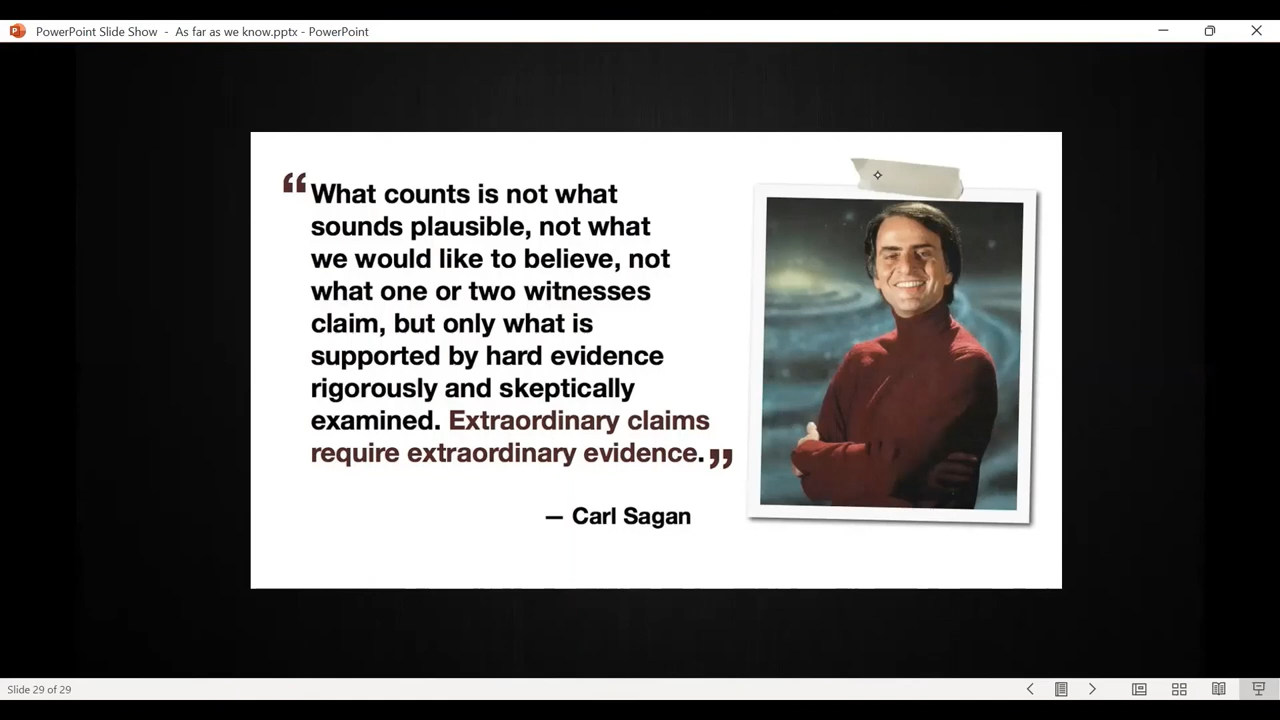 PowerPoint Slide Show - As far as we know.pptx - PowerPoint
“What counts is not what
sounds plausible, not what
we would like to believe, not
what one or two witnesses
claim, but only what is
supported by hard evidence
rigorously and skeptically
examined. Extraordinary claims
require extraordinary evidence.”
— Carl Sagan
Slide 29 of 29